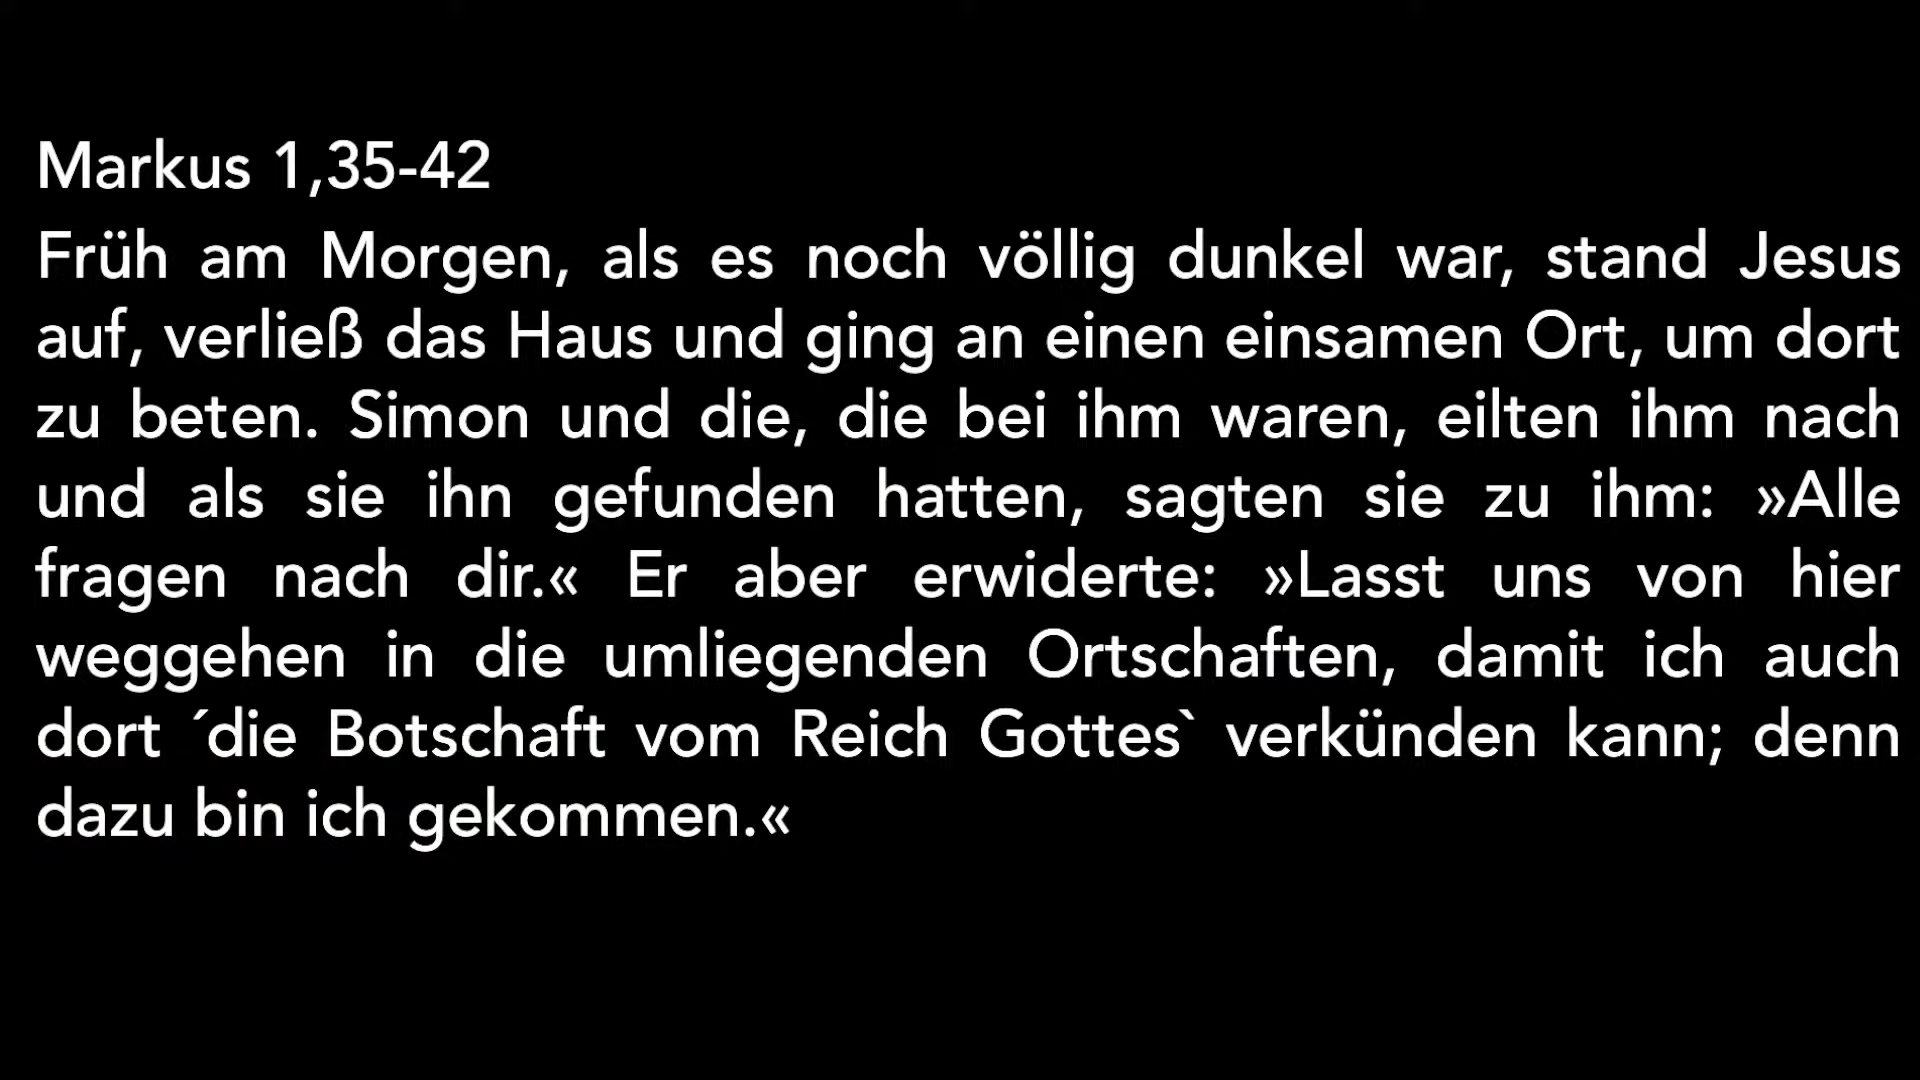 Markus 1,35-42
Früh am Morgen, als es noch völlig dunkel war, stand Jesus
auf, verließ das Haus und ging an einen einsamen Ort, um dort
zu beten. Simon und die, die bei ihm waren, eilten ihm nach
und als sie ihn gefunden hatten, sagten sie zu ihm: »Alle
fragen nach dir.« Er aber erwiderte: »Lasst uns von hier
weggehen in die umliegenden Ortschaften, damit ich auch
dort ´die Botschaft vom Reich Gottes` verkünden kann; denn
dazu bin ich gekommen.«